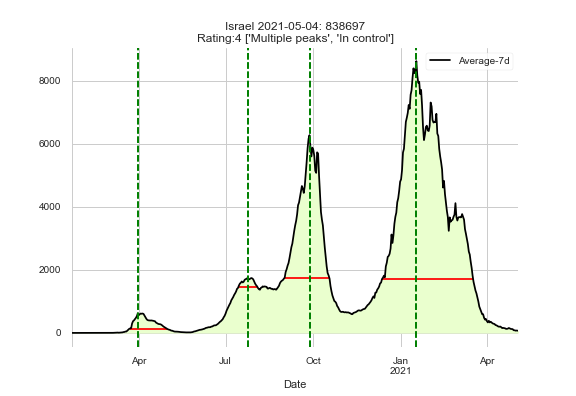 Israel 2021-05-04: 838697
Rating:4 ['Multiple peaks', 'In control']
Average-7d
8000
6000
4000
2000
0
Apr
Jul
Oct
Jan
2021
Apr
Date